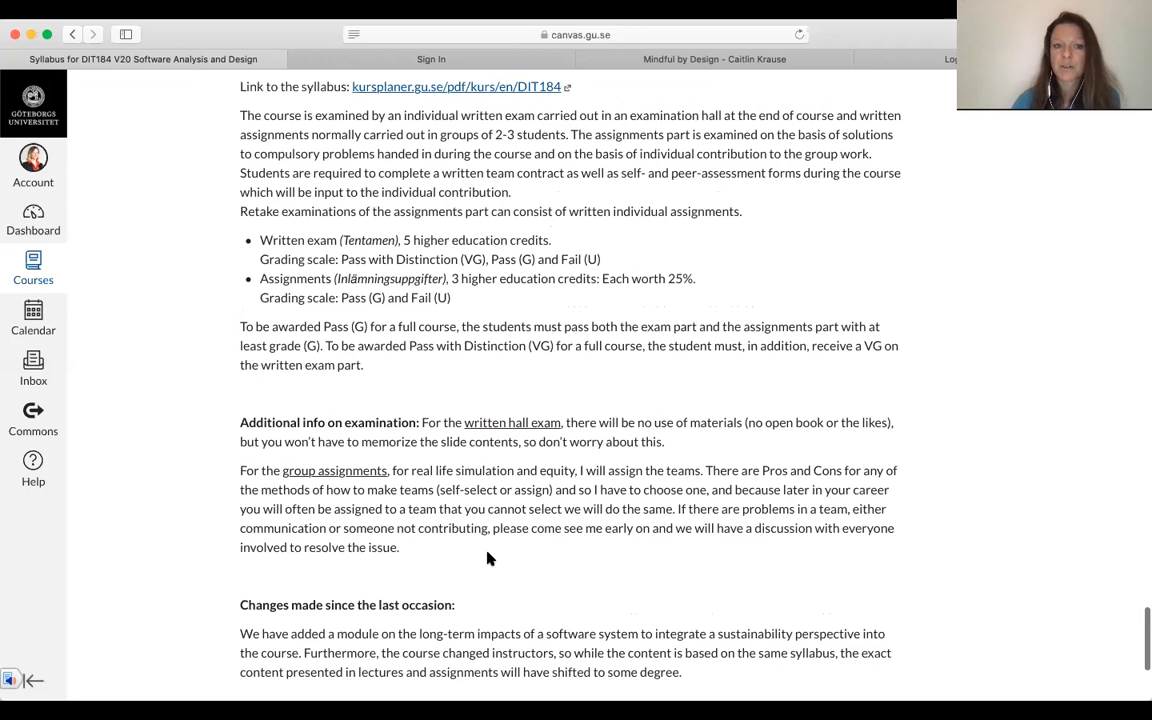 canvas.gu.se
Syllabus for DIT184 V20 Software Analysis and Design
Sign In
Mindful by Design - Caitlin Krause
Lo
GÖTEBORGS
UNIVERSITET
Account
Dashboard
Courses
Calendar
Inbox
Commons
Help
Link to the syllabus: kursplaner.gu.se/pdf/kurs/en/DIT184
The course is examined by an individual written exam carried out in an examination hall at the end of course and written
assignments normally carried out in groups of 2-3 students. The assignments part is examined on the basis of solutions
to compulsory problems handed in during the course and on the basis of individual contribution to the group work.
Students are required to complete a written team contract as well as self- and peer-assessment forms during the course
which will be input to the individual contribution.
Retake examinations of the assignments part can consist of written individual assignments.
• Written exam (Tentamen), 5 higher education credits.
Grading scale: Pass with Distinction (VG), Pass (G) and Fail (U)
• Assignments (Inlämningsuppgifter), 3 higher education credits: Each worth 25%.
Grading scale: Pass (G) and Fail (U)
To be awarded Pass (G) for a full course, the students must pass both the exam part and the assignments part with at
least grade (G). To be awarded Pass with Distinction (VG) for a full course, the student must, in addition, receive a VG on
the written exam part.
Additional info on examination: For the written hall exam, there will be no use of materials (no open book or the likes),
but you won't have to memorize the slide contents, so don't worry about this.
For the group assignments, for real life simulation and equity, I will assign the teams. There are Pros and Cons for any of
the methods of how to make teams (self-select or assign) and so I have to choose one, and because later in your career
you will often be assigned to a team that you cannot select we will do the same. If there are problems in a team, either
communication or someone not contributing, please come see me early on and we will have a discussion with everyone
involved to resolve the issue.
Changes made since the last occasion:
We have added a module on the long-term impacts of a software system to integrate a sustainability perspective into
the course. Furthermore, the course changed instructors, so while the content is based on the same syllabus, the exact
content presented in lectures and assignments will have shifted to some degree.